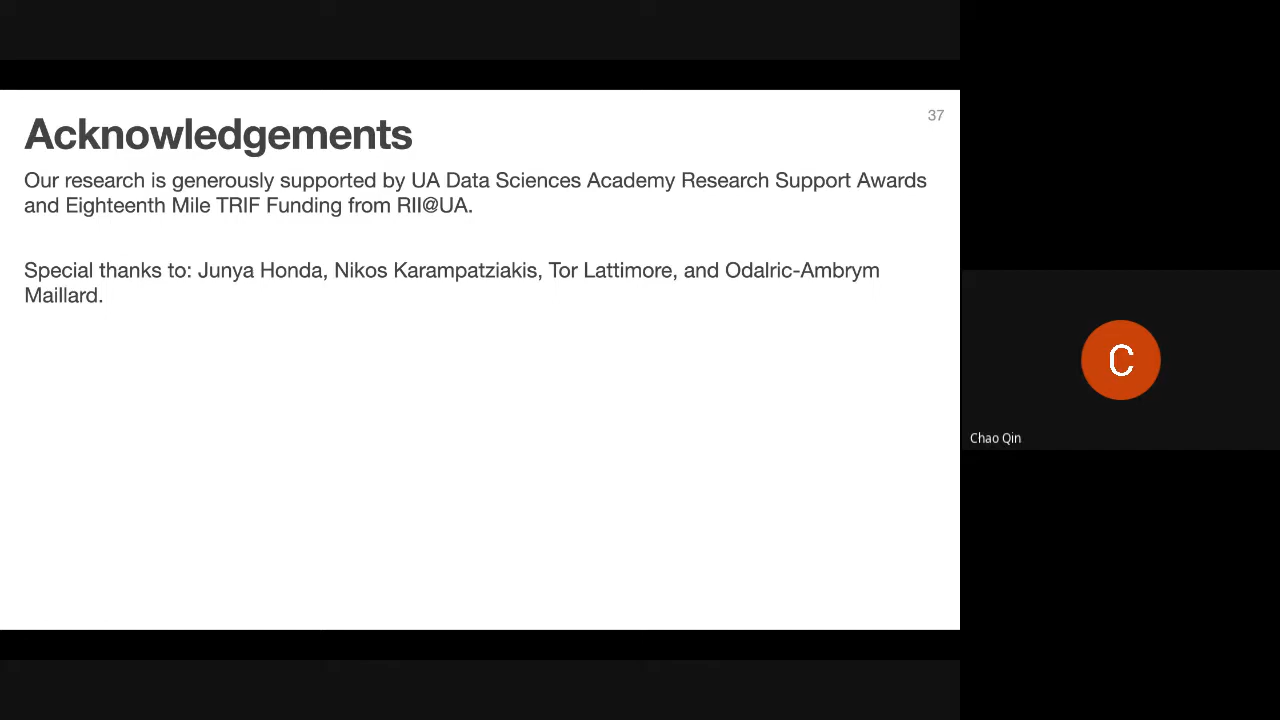 37
Acknowledgements
Our research is generously supported by UA Data Sciences Academy Research Support Awards
and Eighteenth Mile TRIF Funding from RII@UA.
Special thanks to: Junya Honda, Nikos Karampatziakis, Tor Lattimore, and Odalric-Ambrym
Maillard.
C
Chao Qin